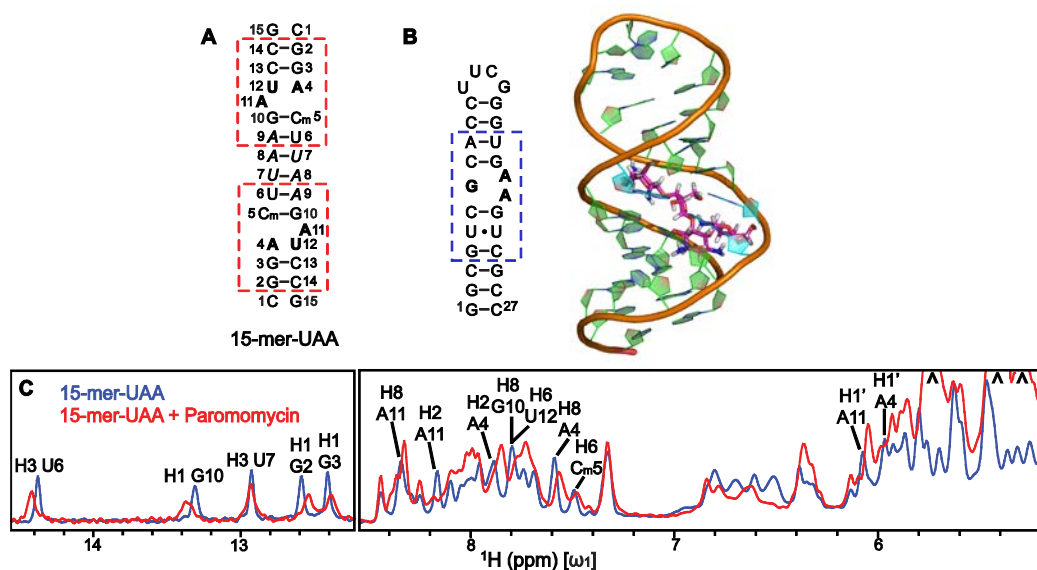 A
15G C1
14C–G2
13C–G3
12U A4
11A
10G–Cm5
9A–U6
8A–U7
7U–A8
6U–A9
5Cm–G10
A11
4A U12
3G–C13
2G–C14
1C G15
15-mer-UAA
B
U C
U G
U G
C–G
C–G
A–U
C–G
A
G A
C–G
U•U
G–C
C–G
G–C
1G–C27
C
15-mer-UAA
15-mer-UAA + Paromomycin
H3 U6
H1 G10
H3 U7
H1
G2
H1
G3
14
13
H8
A11
H2
A11
H2
A4
H8
G10
H6
U12
H8
A4
H6
Cm5
H1'
A11
H1'
A4
^ ^ ^
8
7
6
¹H (ppm) [ω₁]